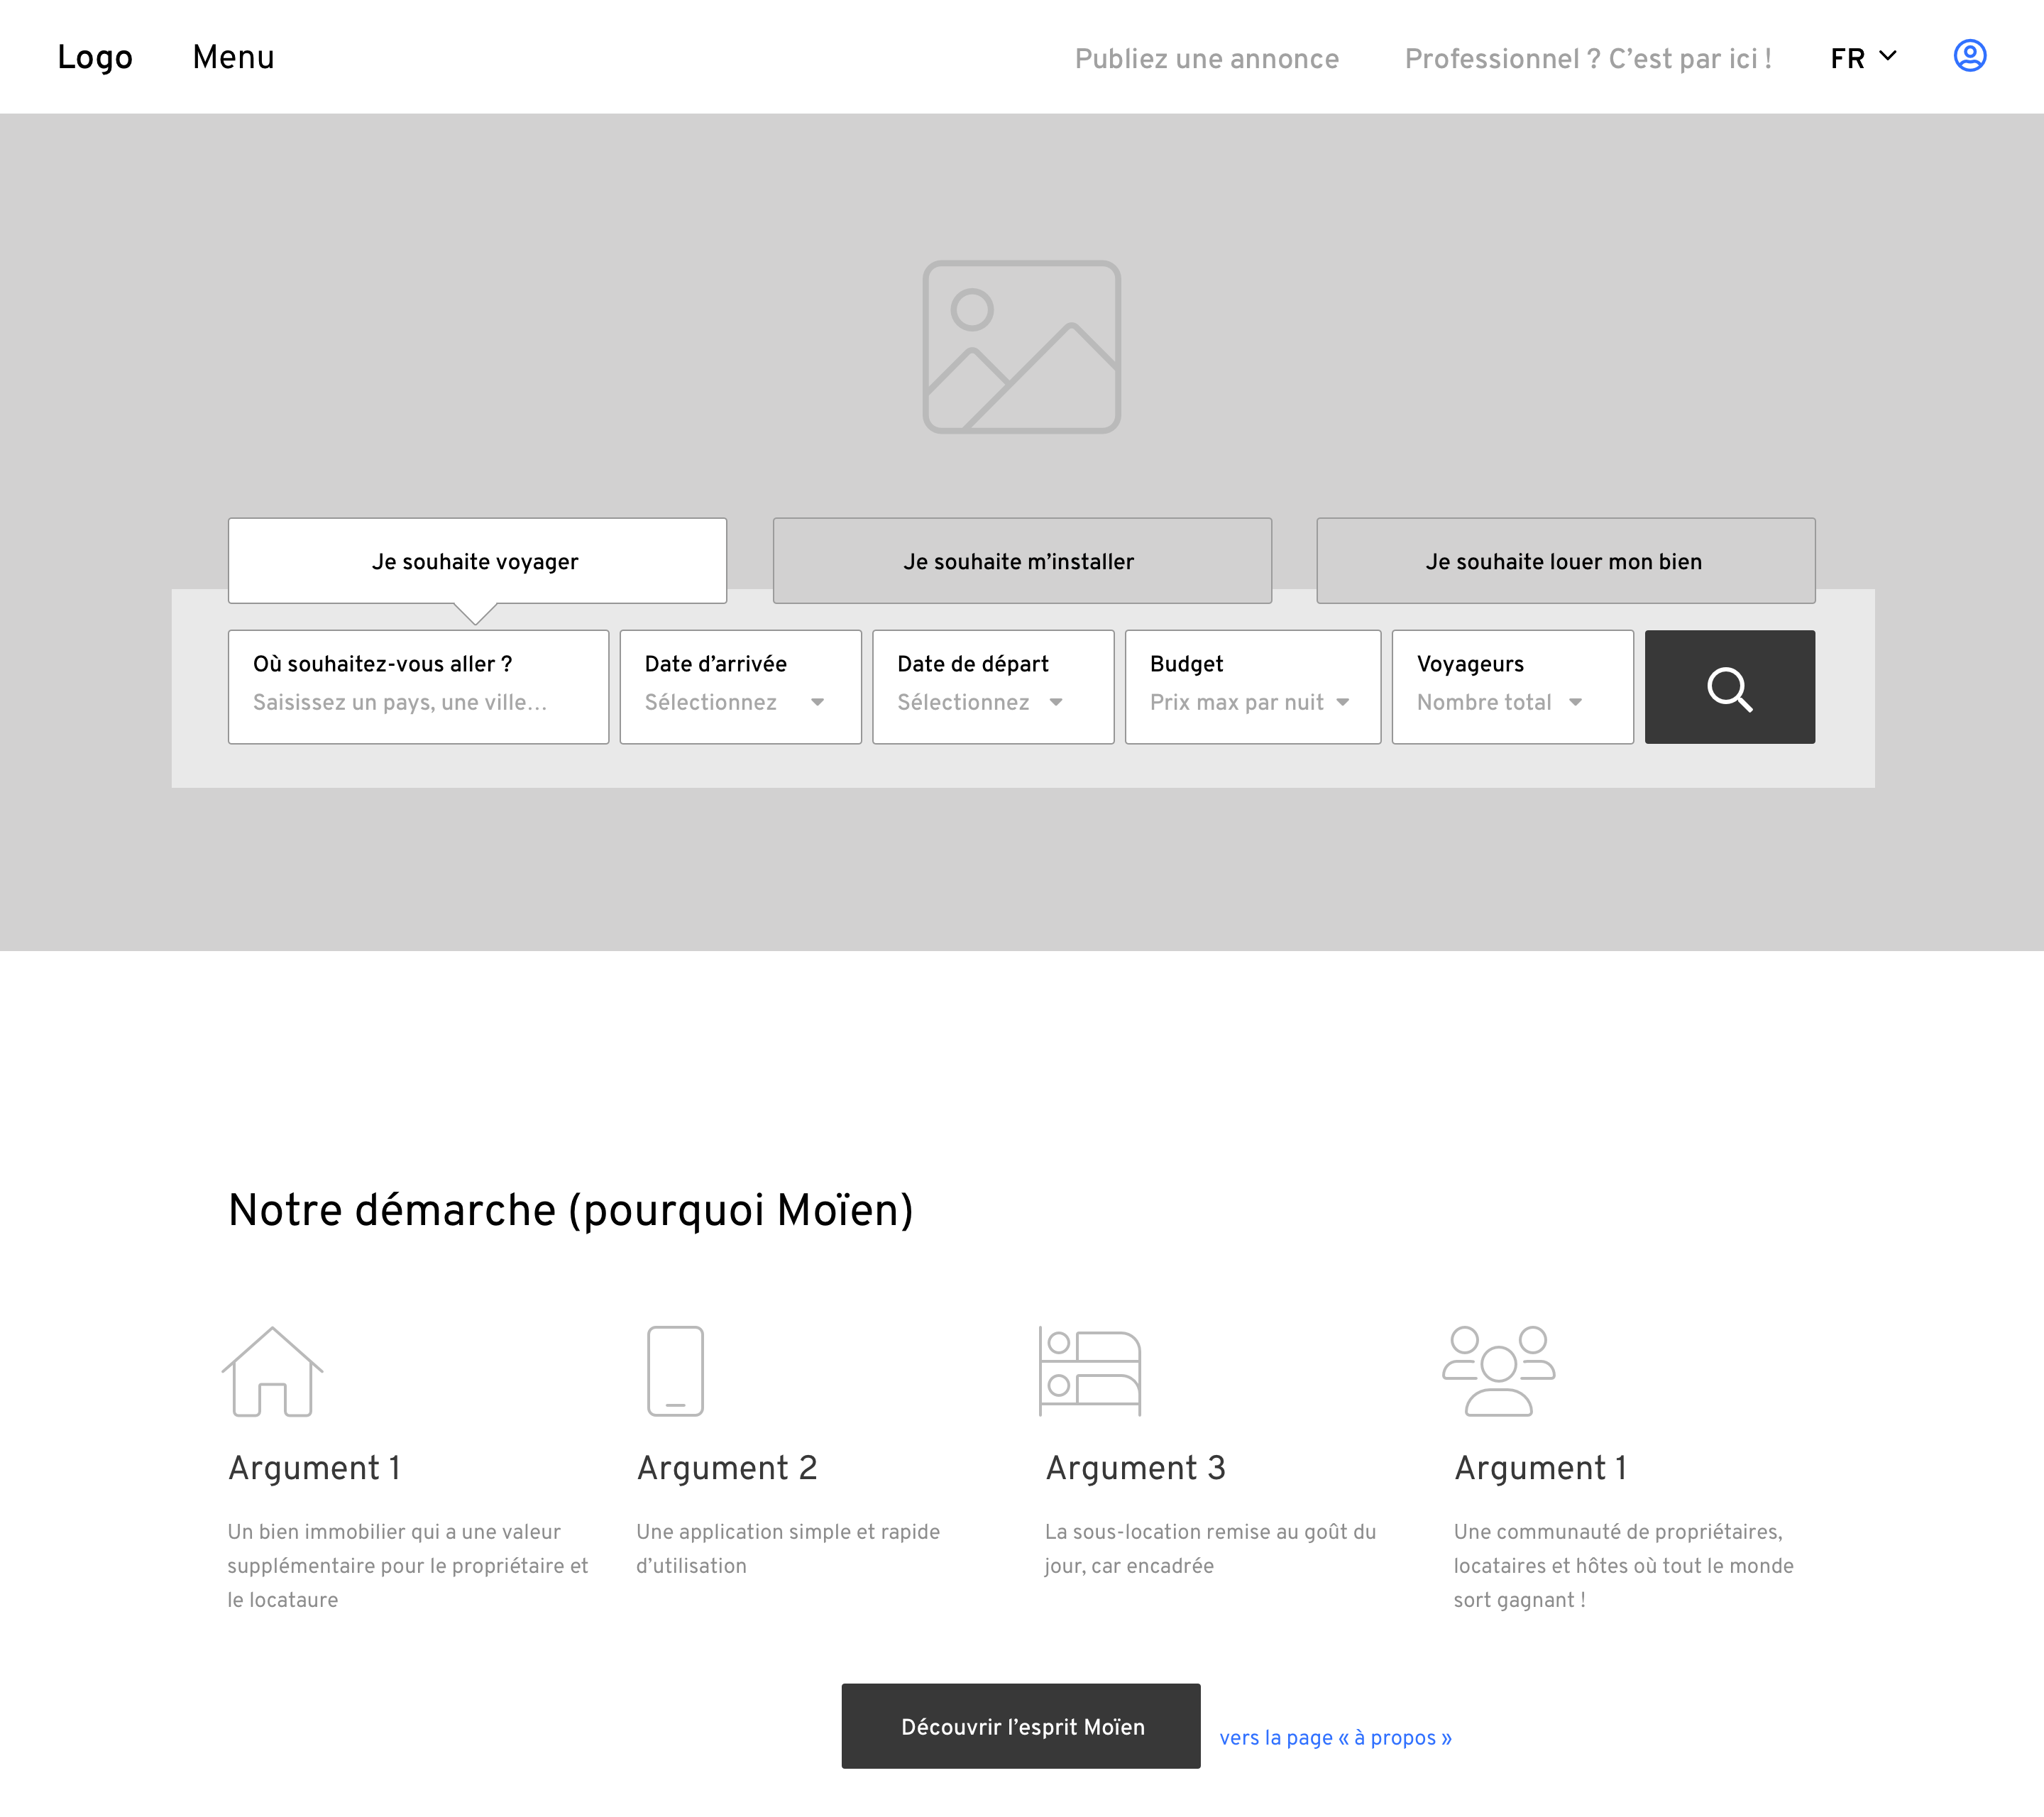 Logo
Menu
Publiez une annonce
Professionnel ? C’est par ici !
FR
Je souhaite voyager
Je souhaite m’installer
Je souhaite louer mon bien
Où souhaitez-vous aller ?
Saisissez un pays, une ville…
Date d’arrivée
Sélectionnez
Date de départ
Sélectionnez
Budget
Prix max par nuit
Voyageurs
Nombre total
Notre démarche (pourquoi Moïen)
Argument 1
Un bien immobilier qui a une valeur
supplémentaire pour le propriétaire et
le locataure
Argument 2
Une application simple et rapide
d’utilisation
Argument 3
La sous-location remise au goût du
jour, car encadrée
Argument 1
Une communauté de propriétaires,
locataires et hôtes où tout le monde
sort gagnant !
Découvrir l’esprit Moïen
vers la page « à propos »